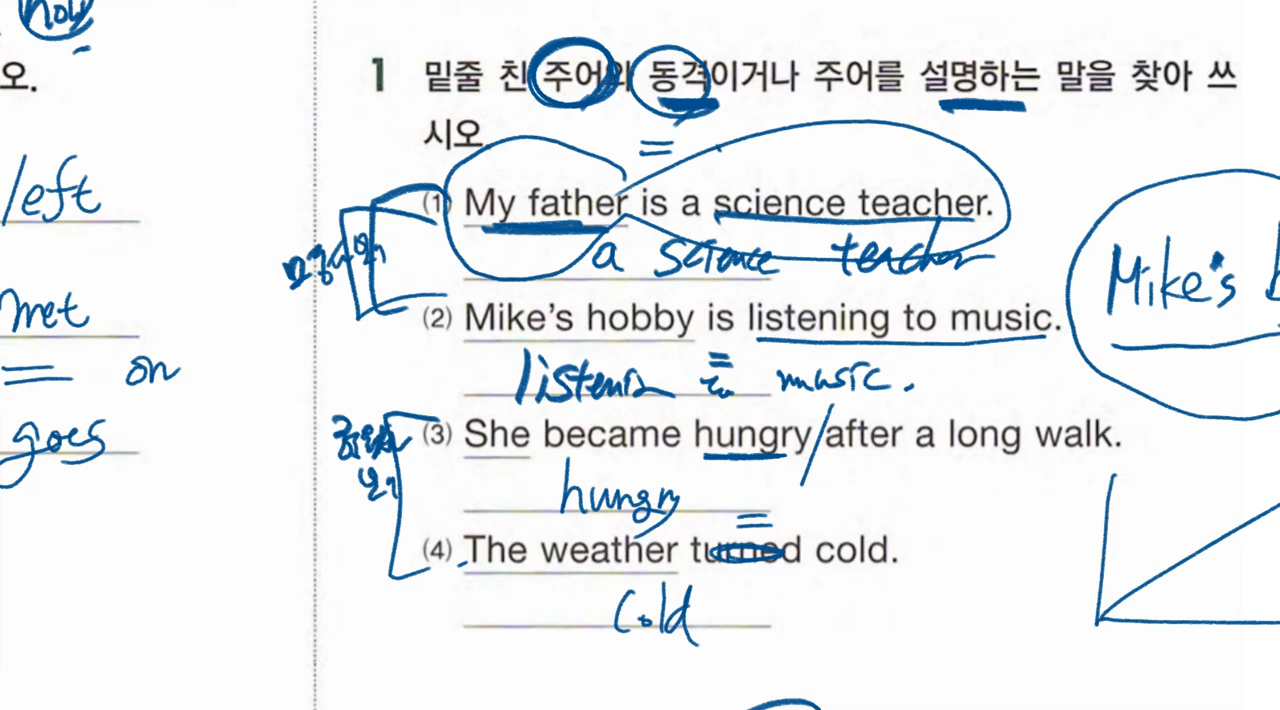 how
오.
left
met
= on
goes
1 밑줄 친 주어의 동격이거나 주어를 설명하는 말을 찾아 쓰
시오.
=
(1) My father is a science teacher.
a science teacher
(2) Mike's hobby is listening to music.
=
music.
Mike's
(3) She became hungry/after a long walk.
hungry
=
(4) The weather turned cold.
cold